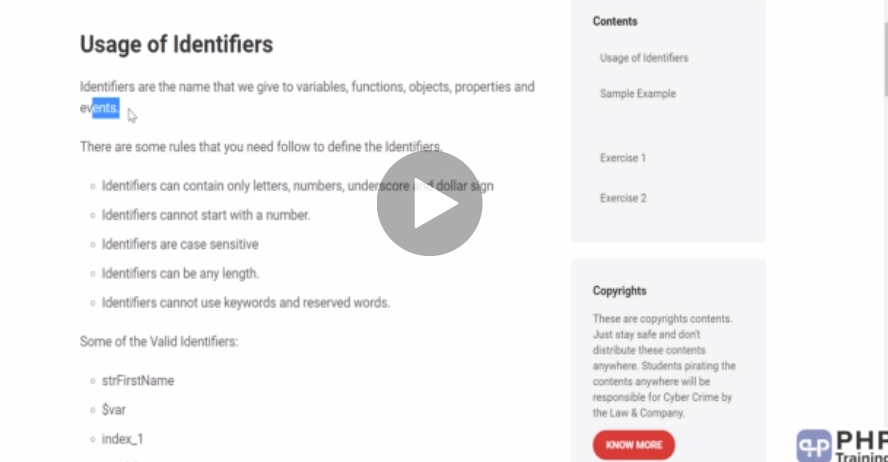 Usage of Identifiers
Identifiers are the name that we give to variables, functions, objects, properties and
events.
There are some rules that you need follow to define the Identifiers.
Identifiers can contain only letters, numbers, underscore and dollar sign
Identifiers cannot start with a number.
Identifiers are case sensitive
Identifiers can be any length.
Identifiers cannot use keywords and reserved words.
Some of the Valid Identifiers:
strFirstName
$var
index_1
Contents
Usage of Identifiers
Sample Example
Exercise 1
Exercise 2
Copyrights
These are copyrights contents.
Just stay safe and don't
distribute these contents
anywhere. Students pirating the
contents anywhere will be
responsible for Cyber Crime by
the Law & Company.
KNOW MORE
PHP
Training